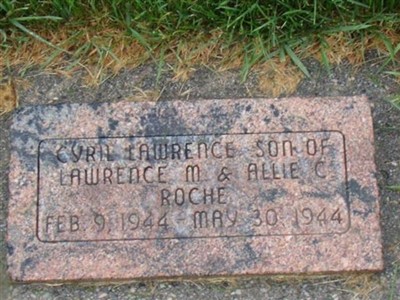 CYRIL LAWRENCE SON OF
LAWRENCE M. & ALLIE C.
ROCHE
FEB. 9, 1944 - MAY 30, 1944